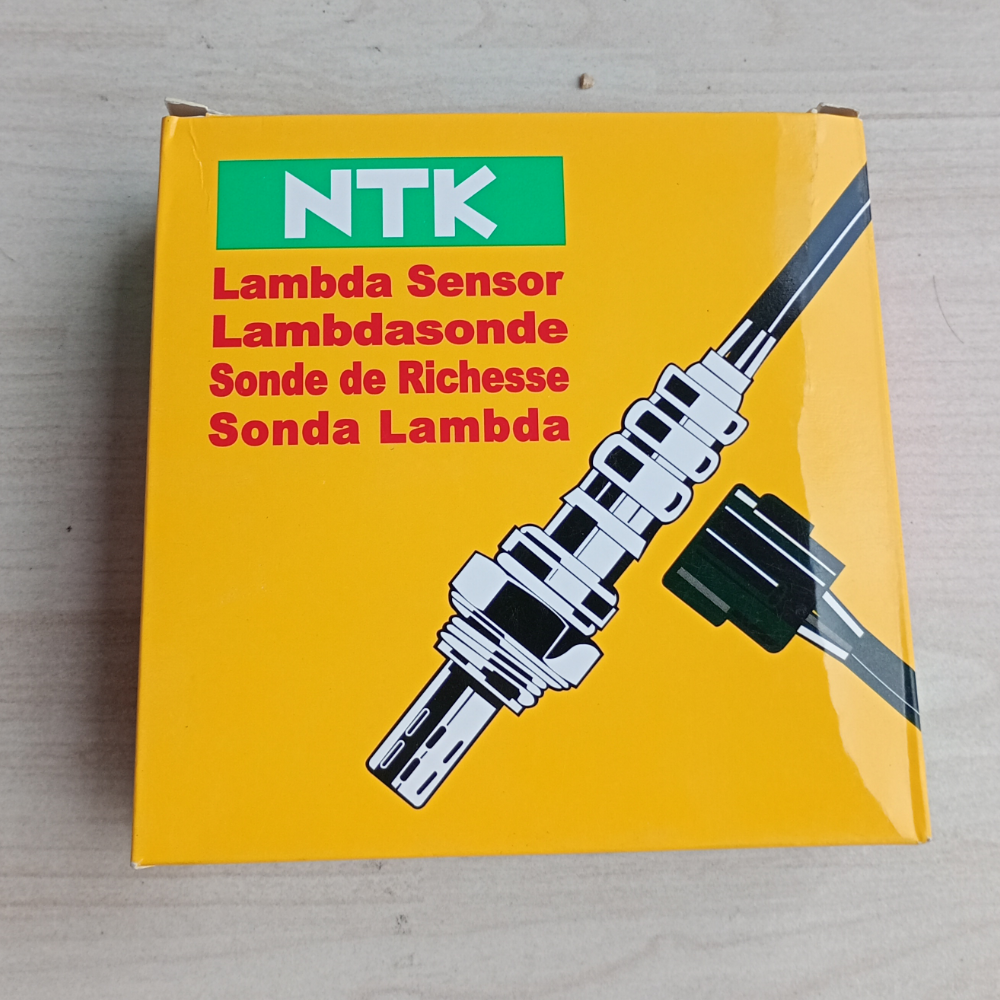 NTK
Lambda Sensor
Lambdasonde
Sonde de Richesse
Sonda Lambda